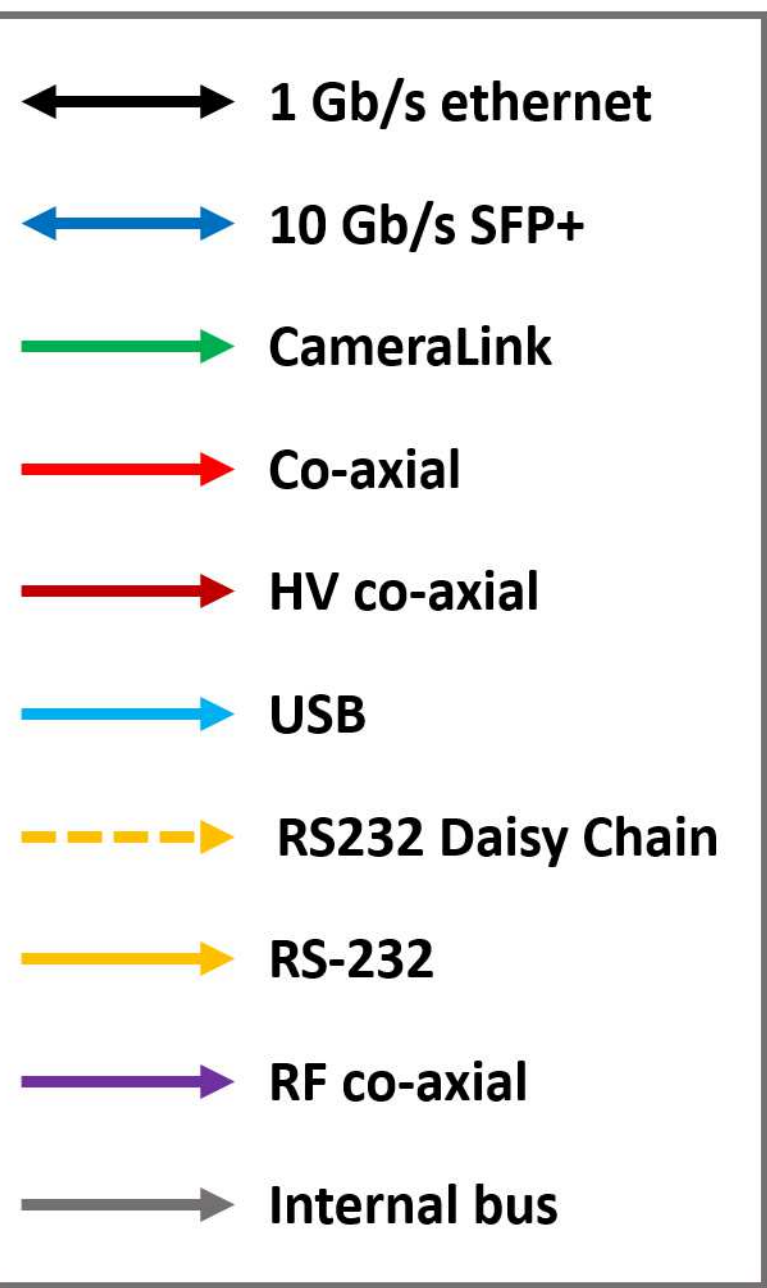 1 Gb/s ethernet
10 Gb/s SFP+
CameraLink
Co-axial
HV co-axial
USB
RS232 Daisy Chain
RS-232
RF co-axial
Internal bus